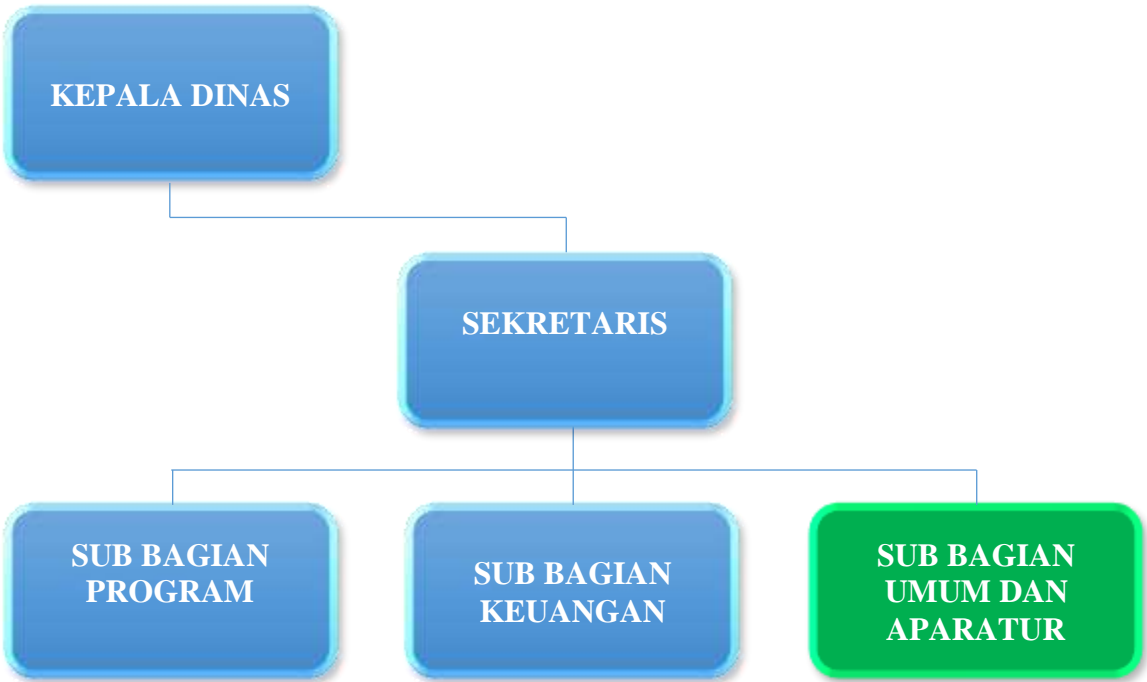 KEPALA DINAS
SEKRETARIS
SUB BAGIAN
PROGRAM
SUB BAGIAN
KEUANGAN
SUB BAGIAN
UMUM DAN
APARATUR